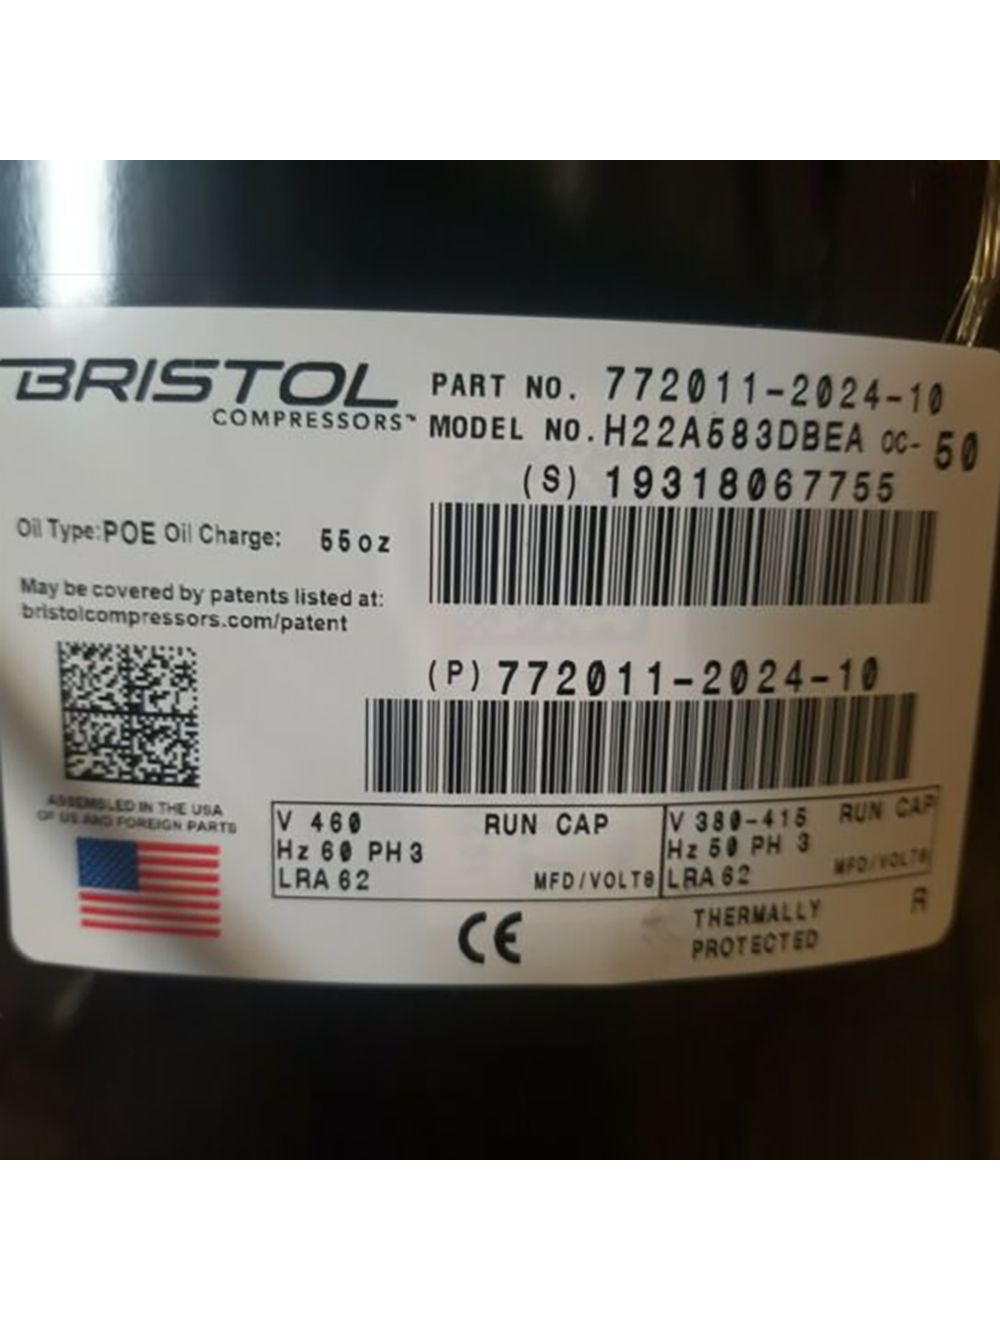 BRISTOL
COMPRESSORS™
PART NO. 772011-2024-10
MODEL NO. H22A583DBEA OC-50
(S) 19318067755
Oil Type:POE Oil Charge: 55oz
May be covered by patents listed at:
bristolcompressors.com/patent
(P) 772011-2024-10
ASSEMBLED IN THE USA
OF US AND FOREIGN PARTS
V 460 RUN CAP
Hz 60 PH 3
LRA 62 MFD/VOLTS
V 380-415 RUN CAP
Hz 50 PH 3
LRA 62 MFD/VOLTS
CE
THERMALLY
PROTECTED
R